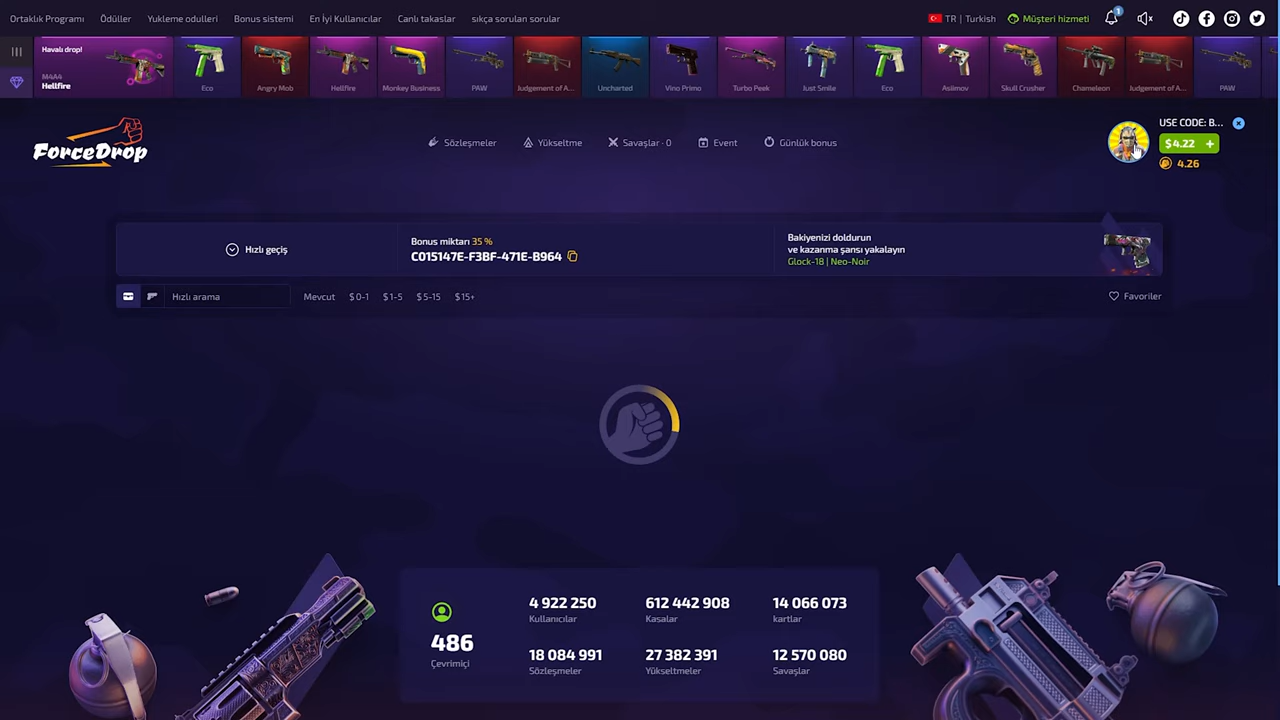 Ortaklık Programı Ödüller Yukleme odulleri Bonus sistemi En İyi Kullanıcılar Canlı takaslar sıkça sorulan sorular TR | Turkish Müşteri hizmeti 1
Havalı drop!
M4A4
Hellfire
Eco Angry Mob Hellfire Monkey Business PAW Judgement of A... Uncharted Vino Primo Turbo Peek Just Smile Eco Asiimov Skull Crusher Chameleon Judgement of A... PAW
ForceDrop
Sözleşmeler Yükseltme Savaşlar · 0 Event Günlük bonus
USE CODE: B...
$ 4.22 +
4.26
Hızlı geçiş
Bonus miktarı 35 %
C015147E-F3BF-471E-B964
Bakiyenizi doldurun
ve kazanma şansı yakalayın
Glock-18 | Neo-Noir
Hızlı arama Mevcut $ 0-1 $ 1-5 $ 5-15 $ 15+ Favoriler
486
Çevrimiçi
4 922 250 612 442 908 14 066 073
Kullanıcılar Kasalar kartlar
18 084 991 27 382 391 12 570 080
Sözleşmeler Yükseltmeler Savaşlar